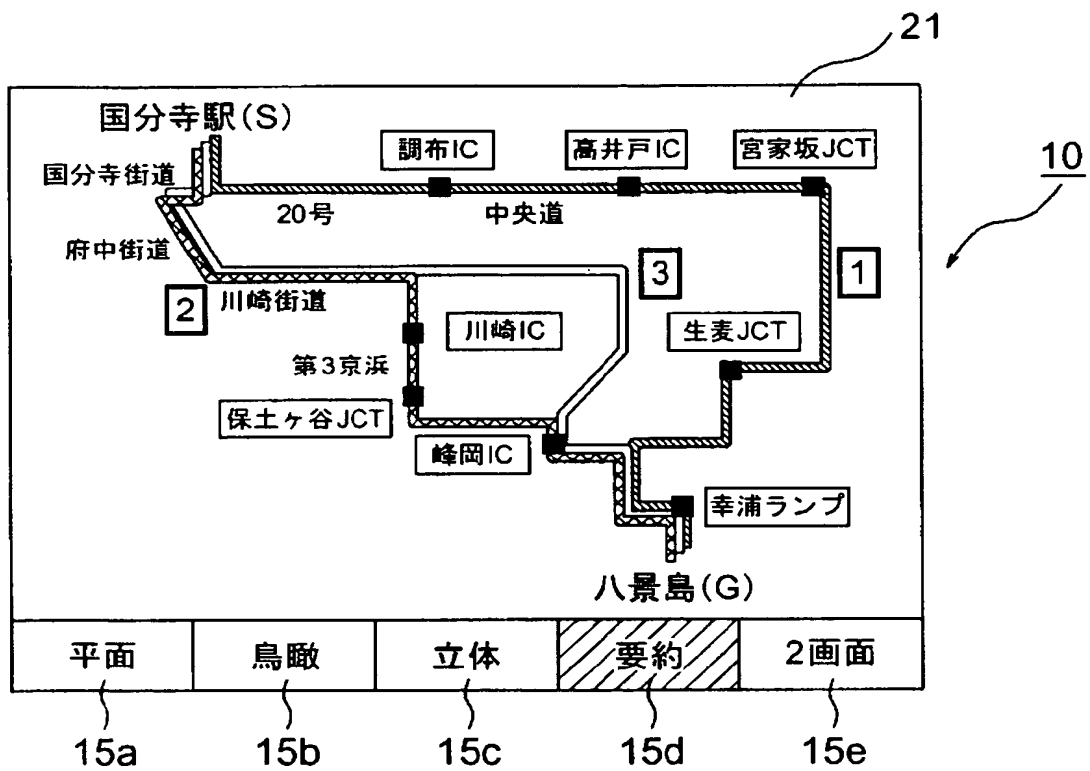 21
国分寺駅(S)
調布IC
高井戸IC
宮家坂JCT
10
国分寺街道
20号
中央道
府中街道
3
1
2
川崎街道
川崎IC
生麦JCT
第3京浜
保土ヶ谷JCT
峰岡IC
幸浦ランプ
八景島(G)
平面
鳥瞰
立体
要約
2画面
15a
15b
15c
15d
15e